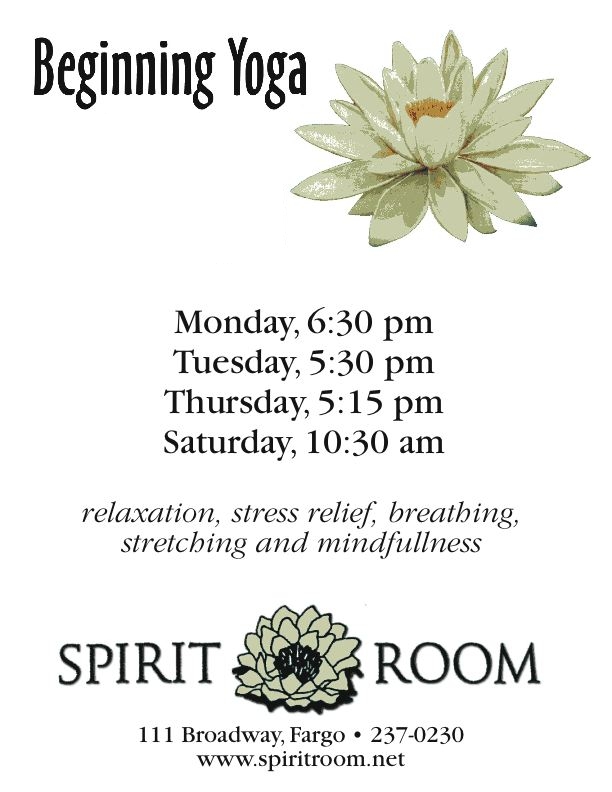 Beginning Yoga
Monday, 6:30 pm
Tuesday, 5:30 pm
Thursday, 5:15 pm
Saturday, 10:30 am
relaxation, stress relief, breathing,
stretching and mindfullness
SPIRIT ROOM
111 Broadway, Fargo • 237-0230
www.spiritroom.net